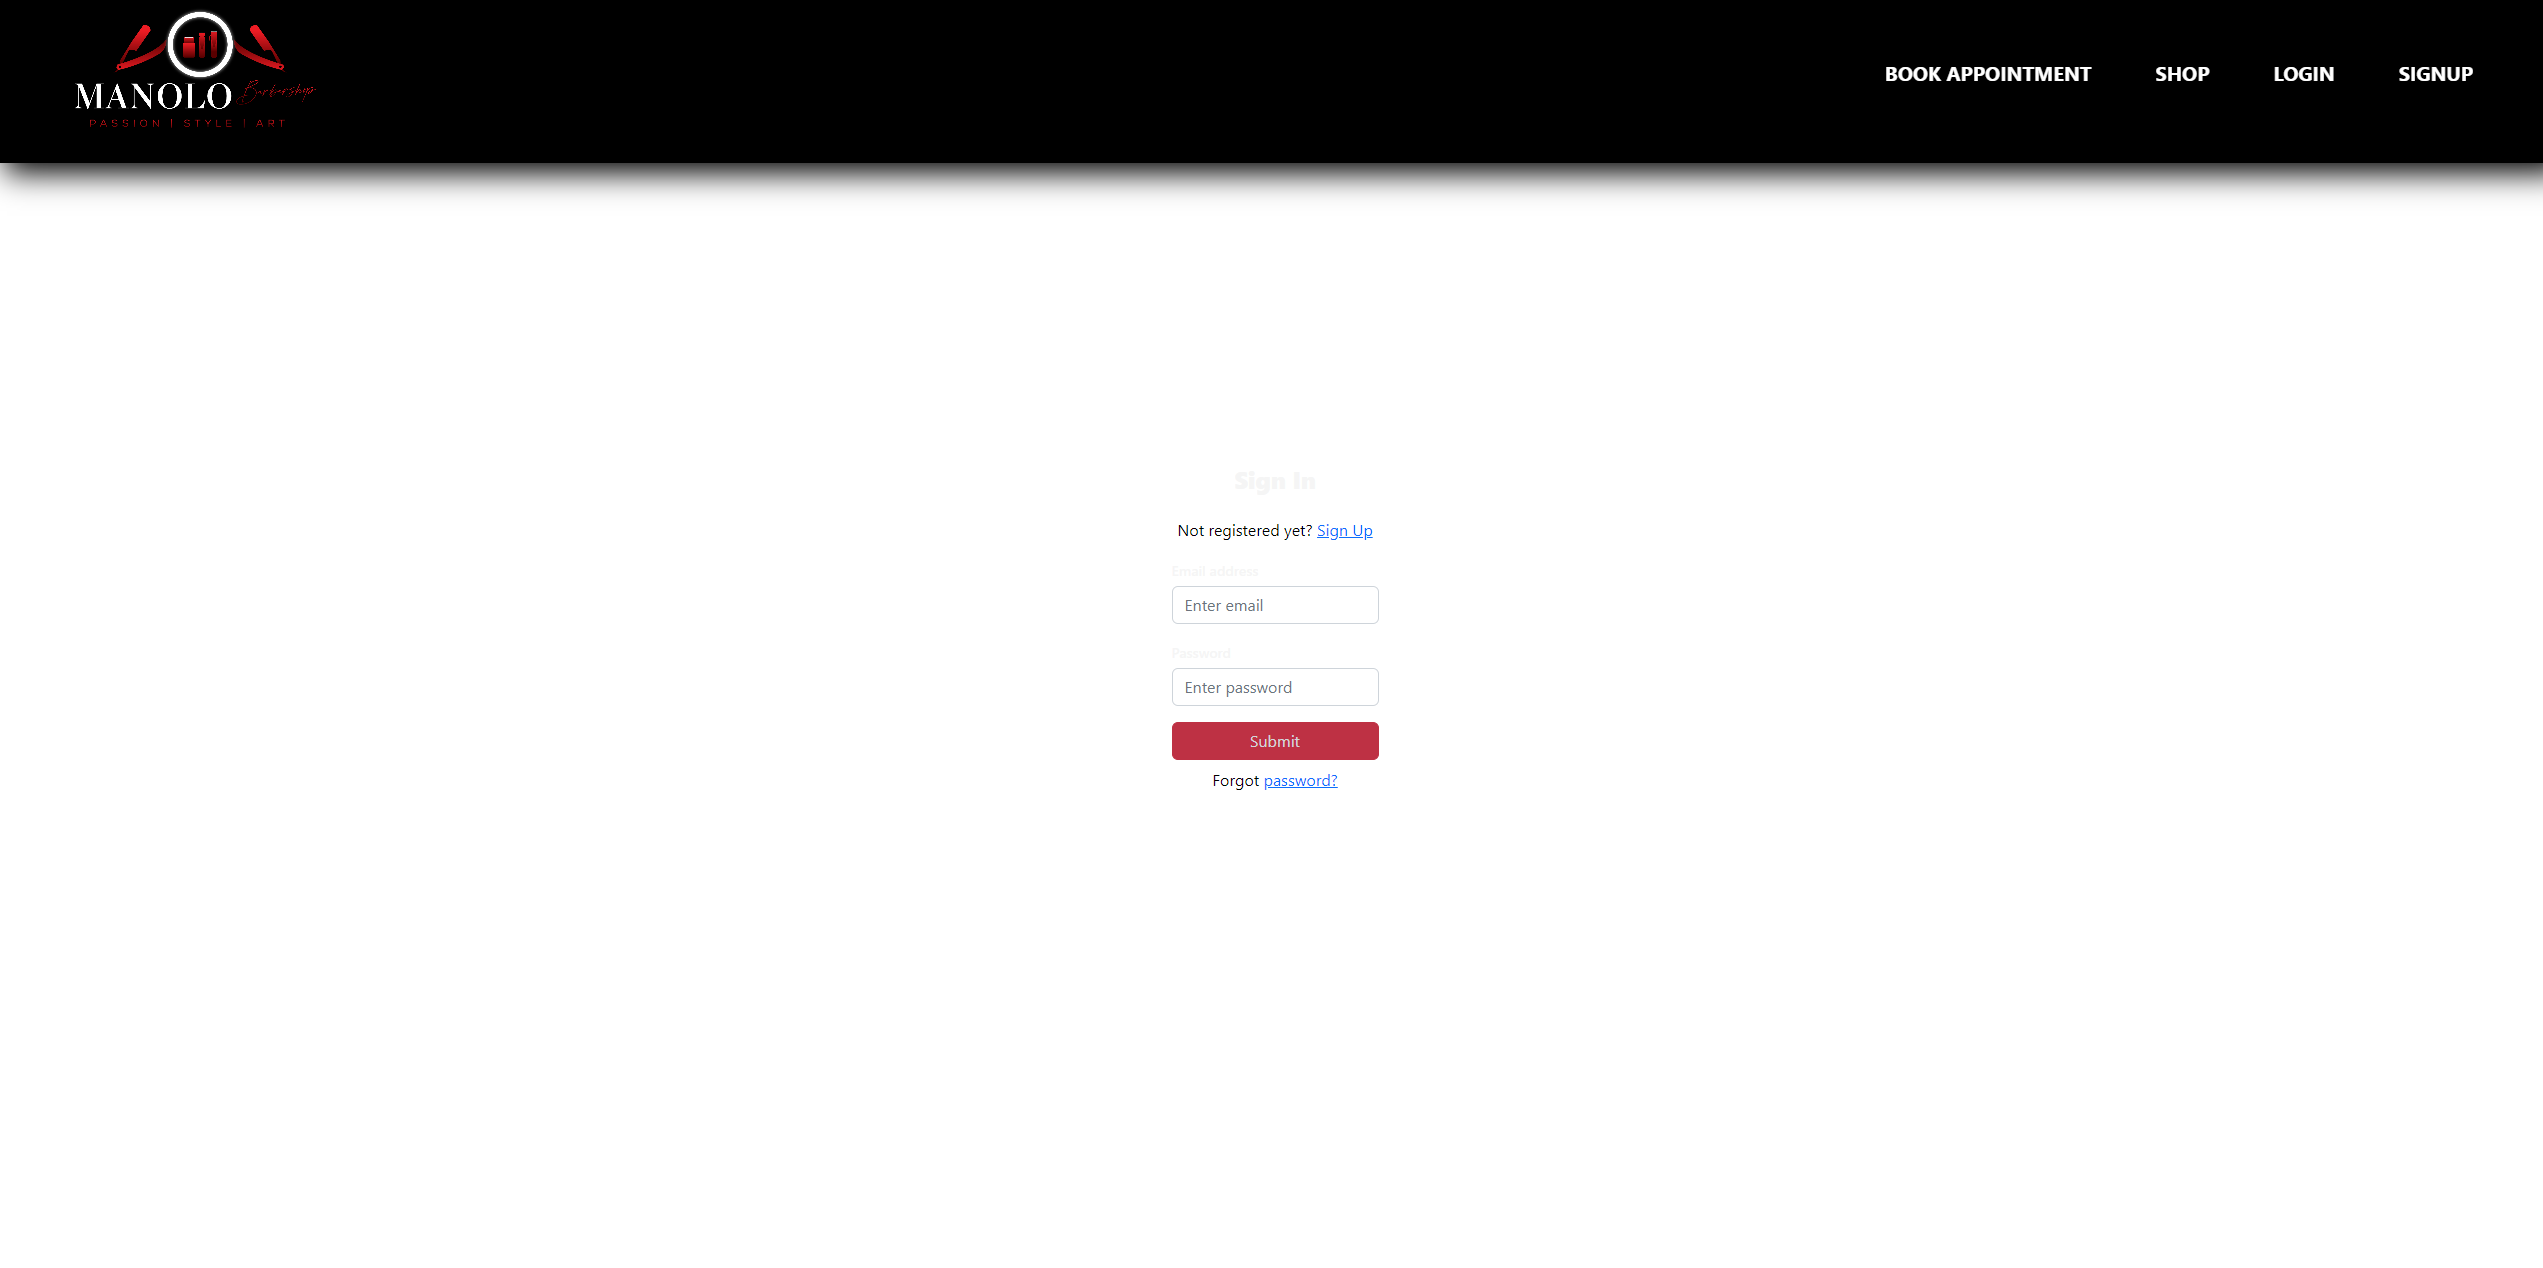 MANOLO Barbershop
PASSION | STYLE | ART
BOOK APPOINTMENT
SHOP
LOGIN
SIGNUP
Sign In
Not registered yet? Sign Up
Email address
Enter email
Password
Enter password
Submit
Forgot password?